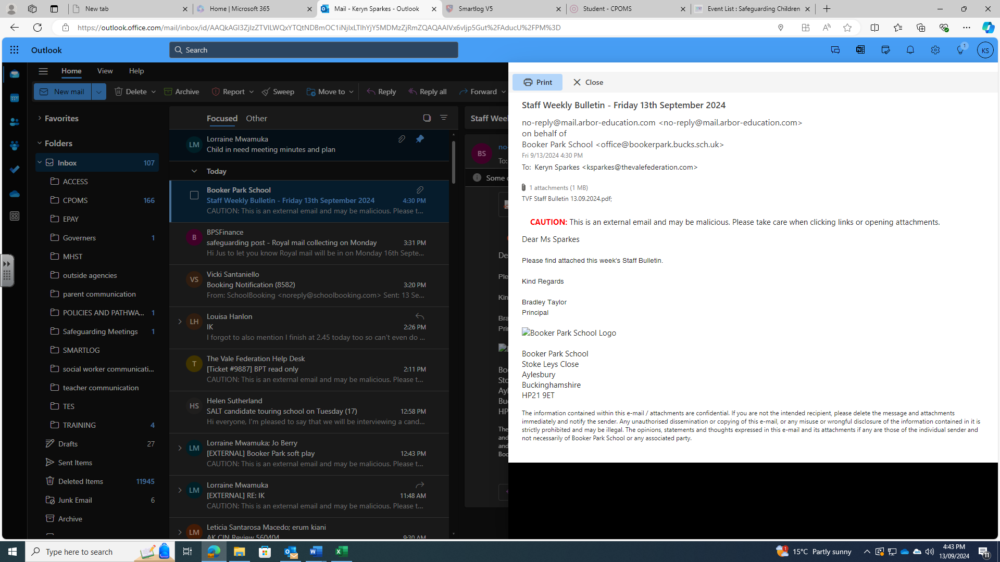 New tab
Home | Microsoft 365
Mail - Keryn Sparkes - Outlook
Smartlog V5
Student - CPOMS
Event List : Safeguarding Children
https://outlook.office.com/mail/inbox/id/AAQkAGI3ZjIzZTVlLWQxYTQtNDBmOC1iNjIxLTlhYjY5MDMzZjRmZQAQAAlVx6vIjp5Gut%2FAducU%2FPM%3D
Outlook
Search
1
KS
Home View Help
New mail Delete Archive Report Sweep Move to Reply Reply all Forward
Favorites
Folders
Inbox 107
ACCESS
CPOMS 166
EPAY
Governers 1
MHST
outside agencies
parent communication
POLICIES AND PATHWA... 1
Safeguarding Meetings 1
SMARTLOG
social worker communicati...
teacher communication
TES
TRAINING 4
Drafts 27
Sent Items
Deleted Items 11945
Junk Email 6
Archive
Focused Other
LM
Lorraine Mwamuka
Child in need meeting minutes and plan
Today
Booker Park School
Staff Weekly Bulletin - Friday 13th September 2024 4:30 PM
CAUTION: This is an external email and may be malicious. Please t...
B
BPSFinance
safeguarding post - Royal mail collecting on Monday 3:31 PM
Hi Jus to let you know Royal mail will be in on Monday 16th Septe...
VS
Vicki Santaniello
Booking Notification (8582) 3:20 PM
From: SchoolBooking <noreply@schoolbooking.com> Sent: 13 Se...
LH
Louisa Hanlon
IK 2:26 PM
I forgot to also mention I finish at 2.45 today too so can't even do ...
T
The Vale Federation Help Desk
[Ticket #9887] BPT read only 2:11 PM
CAUTION: This is an external email and may be malicious. Please t...
HS
Helen Sutherland
SALT candidate touring school on Tuesday (17) 12:58 PM
Hi everyone, I'm pleased to say that we will be interviewing a cand...
LM
Lorraine Mwamuka; Jo Berry
[EXTERNAL] Booker Park soft play 12:43 PM
CAUTION: This is an external email and may be malicious. Please t...
LM
Lorraine Mwamuka
[EXTERNAL] RE: IK 11:48 AM
CAUTION: This is an external email and may be malicious. Please t...
LM
Leticia Santarosa Macedo; erum kiani
AK CIN Review 560404 9:30 AM
Staff Wee
BS
no-
To:
Some c
De
Ple
Kin
Bra
Prin
Bo
Sto
Ayl
Buc
HP
The
and
and
Boc
Print Close
Staff Weekly Bulletin - Friday 13th September 2024
no-reply@mail.arbor-education.com <no-reply@mail.arbor-education.com>
on behalf of
Booker Park School <office@bookerpark.bucks.sch.uk>
Fri 9/13/2024 4:30 PM
To: Keryn Sparkes <ksparkes@thevalefederation.com>
1 attachments (1 MB)
TVF Staff Bulletin 13.09.2024.pdf;
CAUTION: This is an external email and may be malicious. Please take care when clicking links or opening attachments.
Dear Ms Sparkes
Please find attached this week's Staff Bulletin.
Kind Regards
Bradley Taylor
Principal
Booker Park School Logo
Booker Park School
Stoke Leys Close
Aylesbury
Buckinghamshire
HP21 9ET
The information contained within this e-mail / attachments are confidential. If you are not the intended recipient, please delete the message and attachments
immediately and notify the sender. Any unauthorised dissemination or copying of this e-mail, or any misuse or wrongful disclosure of the information contained in it is
strictly prohibited and may be illegal. The opinions, statements and thoughts expressed in this e-mail and its attachments if any are those of the individual sender and
not necessarily of Booker Park School or any associated party.
Type here to search
15°C Partly sunny
4:43 PM
13/09/2024
11